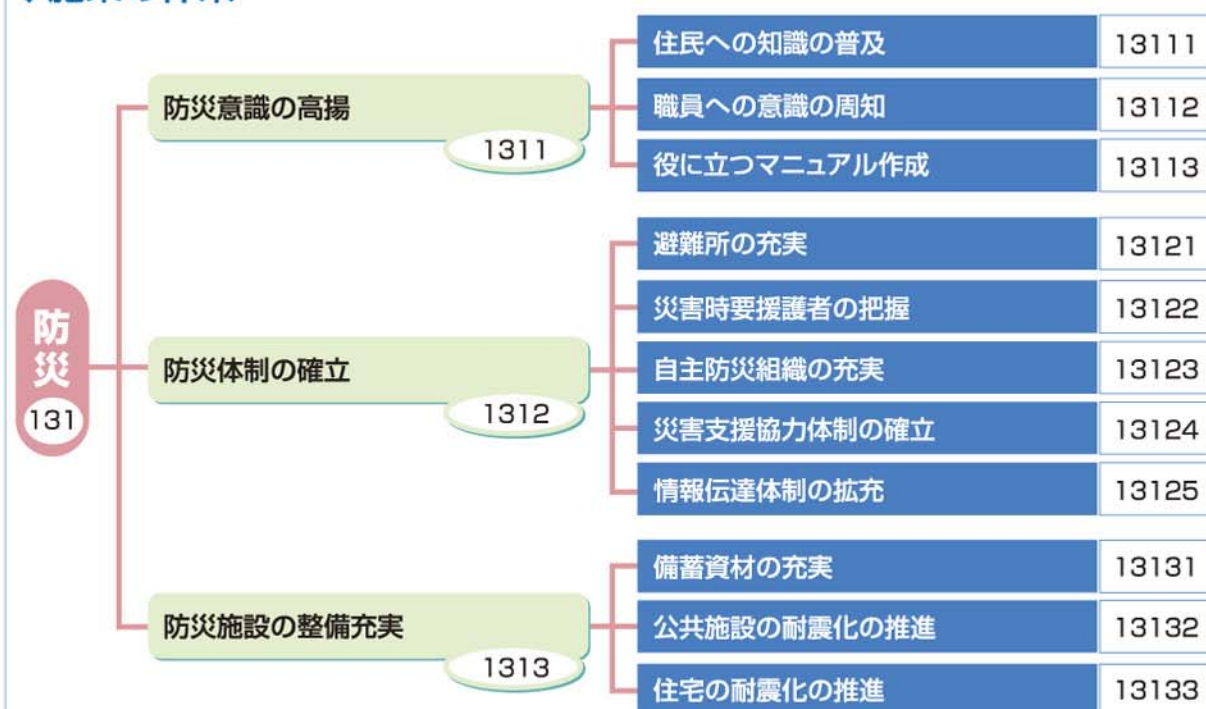 防災
131
防災意識の高揚
1311
住民への知識の普及 13111
職員への意識の周知 13112
役に立つマニュアル作成 13113
防災体制の確立
1312
避難所の充実 13121
災害時要援護者の把握 13122
自主防災組織の充実 13123
災害支援協力体制の確立 13124
情報伝達体制の拡充 13125
防災施設の整備充実
1313
備蓄資材の充実 13131
公共施設の耐震化の推進 13132
住宅の耐震化の推進 13133